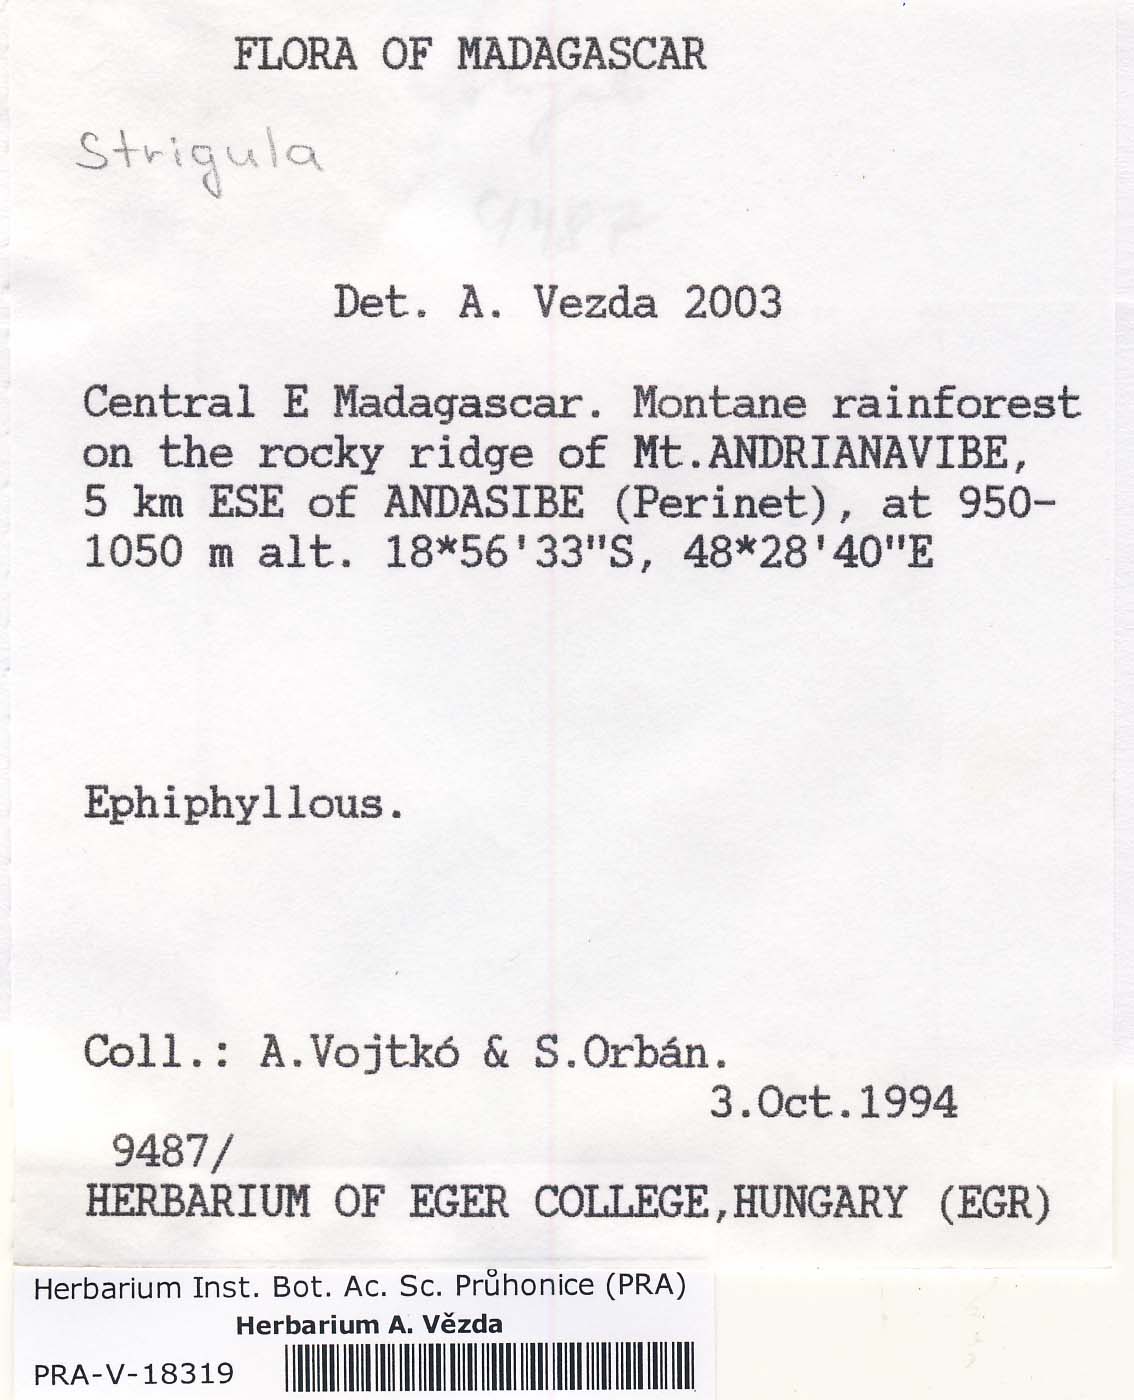 FLORA OF MADAGASCAR
Strigula
Det. A. Vezda 2003
Central E Madagascar. Montane rainforest
on the rocky ridge of Mt.ANDRIANAVIBE,
5 km ESE of ANDASIBE (Perinet), at 950-
1050 m alt. 18*56'33"S, 48*28'40"E
Ephiphyllous.
Coll.: A.Vojtkó & S.Orbán.
3.Oct.1994
9487/
HERBARIUM OF EGER COLLEGE,HUNGARY (EGR)
Herbarium Inst. Bot. Ac. Sc. Průhonice (PRA)
Herbarium A. Vězda
PRA-V-18319